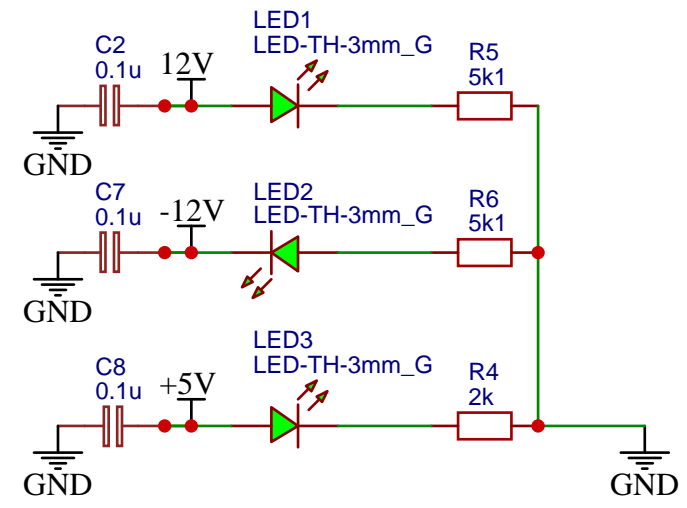 LED1
LED-TH-3mm_G
C2
0.1u
12V
R5
5k1
GND
LED2
LED-TH-3mm_G
C7
0.1u
-12V
R6
5k1
GND
LED3
LED-TH-3mm_G
C8
0.1u
+5V
R4
2k
GND
GND